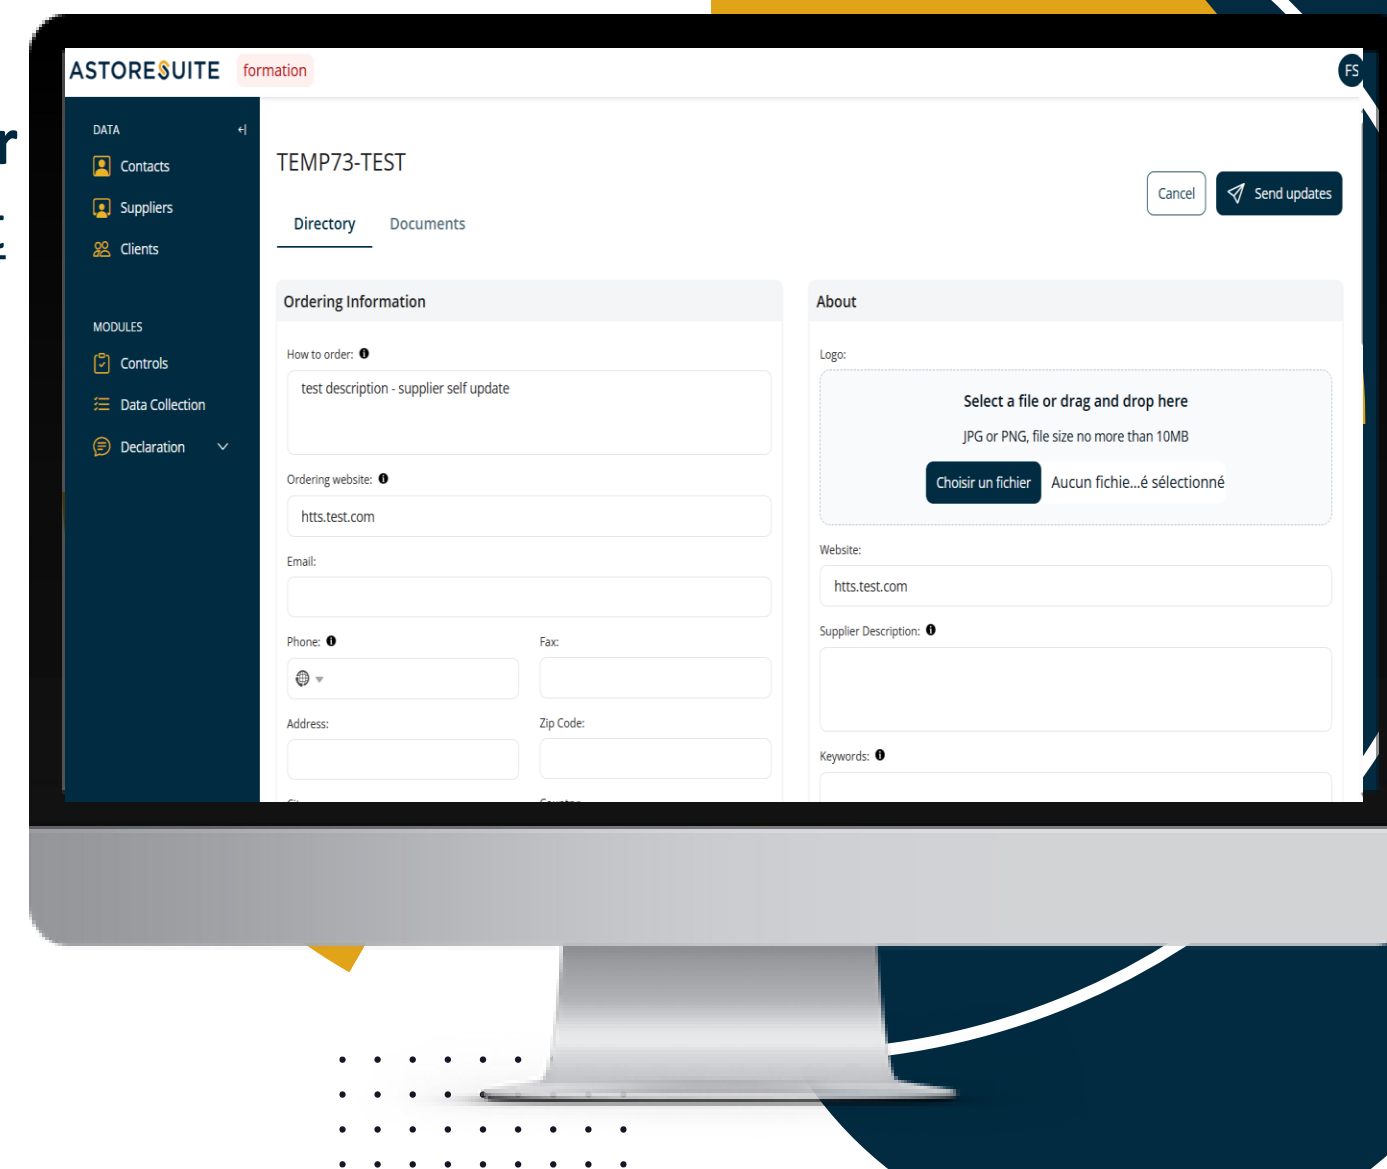 ASTORESUITE formation
FS
r
DATA
Contacts
Suppliers
Clients
MODULES
Controls
Data Collection
Declaration
TEMP73-TEST
Cancel
Send updates
Directory
Documents
Ordering Information
How to order:
test description - supplier self update
Ordering website:
htts.test.com
Email:
Phone:
Fax:
Address:
Zip Code:
About
Logo:
Select a file or drag and drop here
JPG or PNG, file size no more than 10MB
Choisir un fichier Aucun fichie...é sélectionné
Website:
htts.test.com
Supplier Description:
Keywords: